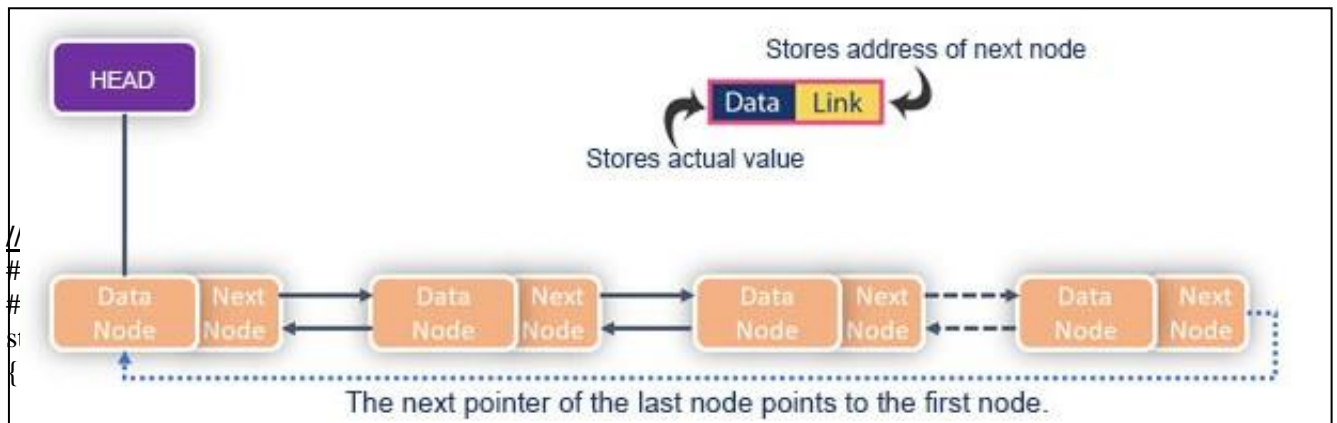 HEAD
Stores address of next node
Data Link
Stores actual value
//
#
#
{
Data Node Next Node Data Node Next Node Data Node Next Node Data Node Next Node
The next pointer of the last node points to the first node.